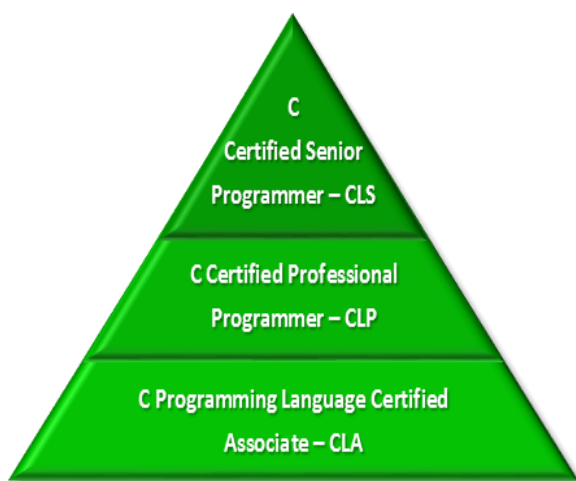 C
Certified Senior
Programmer – CLS
C Certified Professional
Programmer – CLP
C Programming Language Certified
Associate – CLA